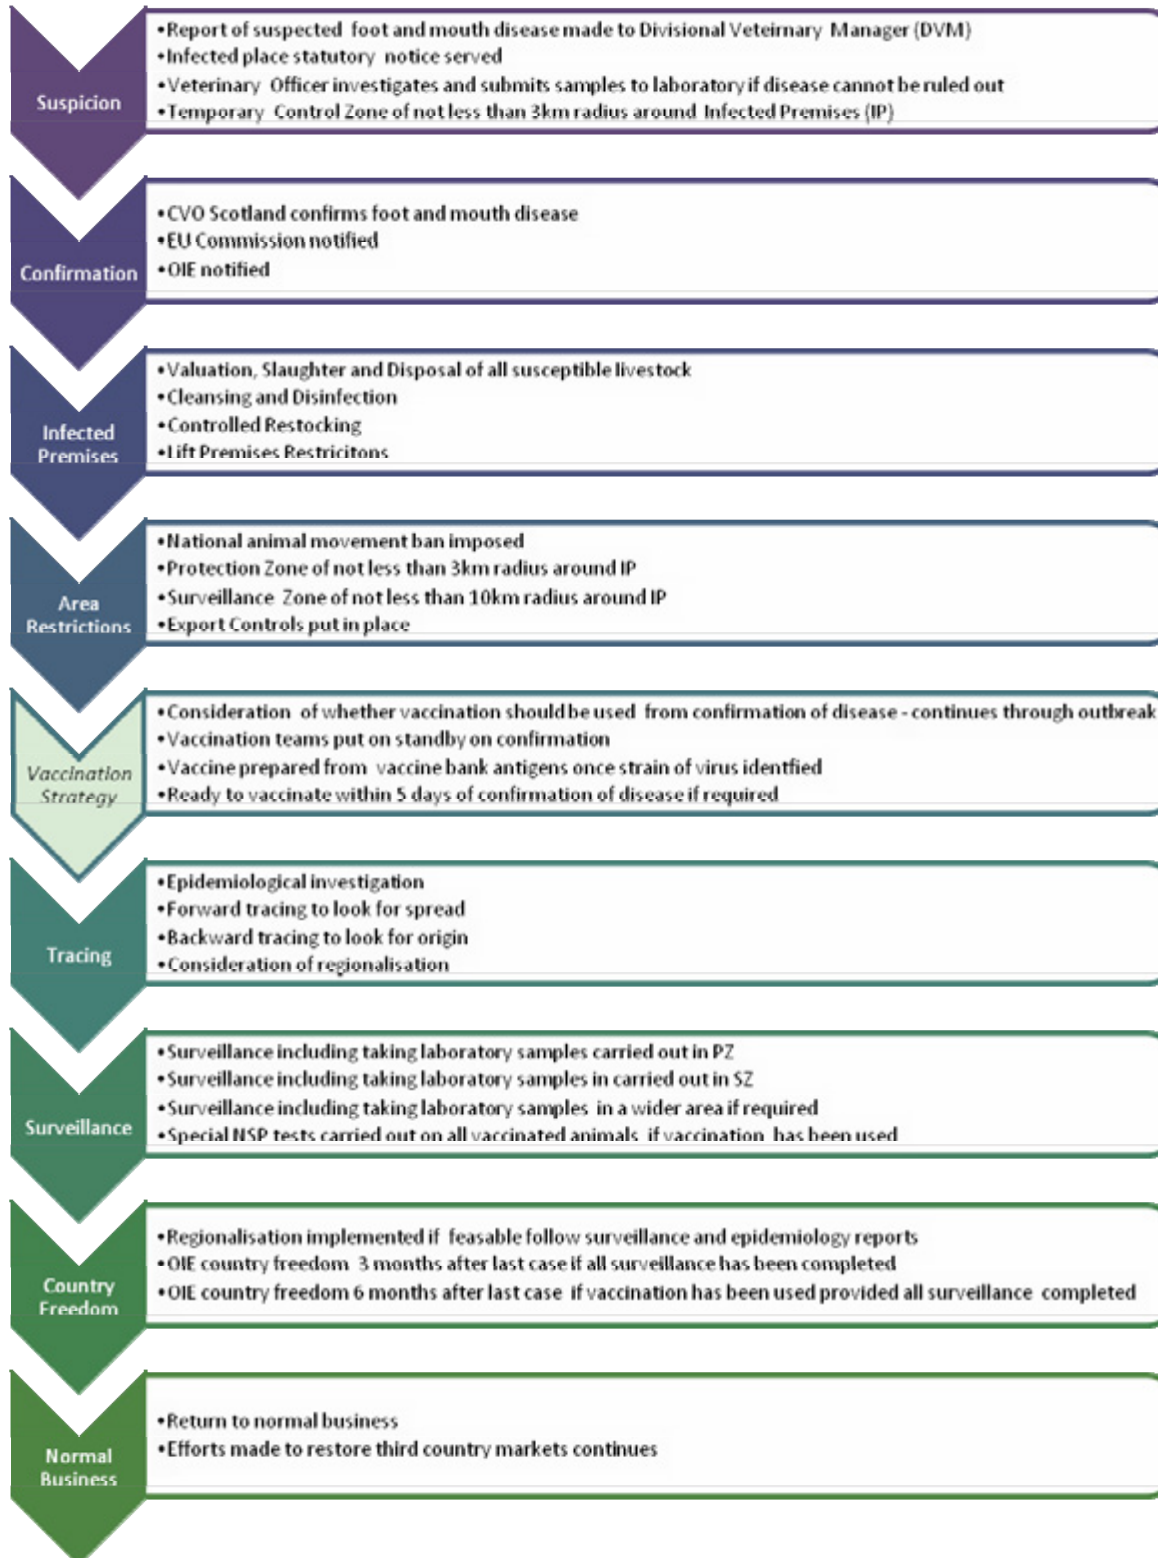 Suspicion
•Report of suspected foot and mouth disease made to Divisional Veteirnary Manager (DVM)
•Infected place statutory notice served
•Veterinary Officer investigates and submits samples to laboratory if disease cannot be ruled out
•Temporary Control Zone of not less than 3km radius around Infected Premises (IP)
Confirmation
•CVO Scotland confirms foot and mouth disease
•EU Commission notified
•OIE notified
Infected
Premises
•Valuation, Slaughter and Disposal of all susceptible livestock
•Cleansing and Disinfection
•Controlled Restocking
•Lift Premises Restricitons
Area
Restrictions
•National animal movement ban imposed
•Protection Zone of not less than 3km radius around IP
•Surveillance Zone of not less than 10km radius around IP
•Export Controls put in place
Vaccination
Strategy
•Consideration of whether vaccination should be used from confirmation of disease - continues through outbreak
•Vaccination teams put on standby on confirmation
•Vaccine prepared from vaccine bank antigens once strain of virus identfied
•Ready to vaccinate within 5 days of confirmation of disease if required
Tracing
•Epidemiological investigation
•Forward tracing to look for spread
•Backward tracing to look for origin
•Consideration of regionalisation
Surveillance
•Surveillance including taking laboratory samples carried out in PZ
•Surveillance including taking laboratory samples in carried out in SZ
•Surveillance including taking laboratory samples in a wider area if required
•Special NSP tests carried out on all vaccinated animals if vaccination has been used
Country
Freedom
•Regionalisation implemented if feasable follow surveillance and epidemiology reports
•OIE country freedom 3 months after last case if all surveillance has been completed
•OIE country freedom 6 months after last case if vaccination has been used provided all surveillance completed
Normal
Business
•Return to normal business
•Efforts made to restore third country markets continues